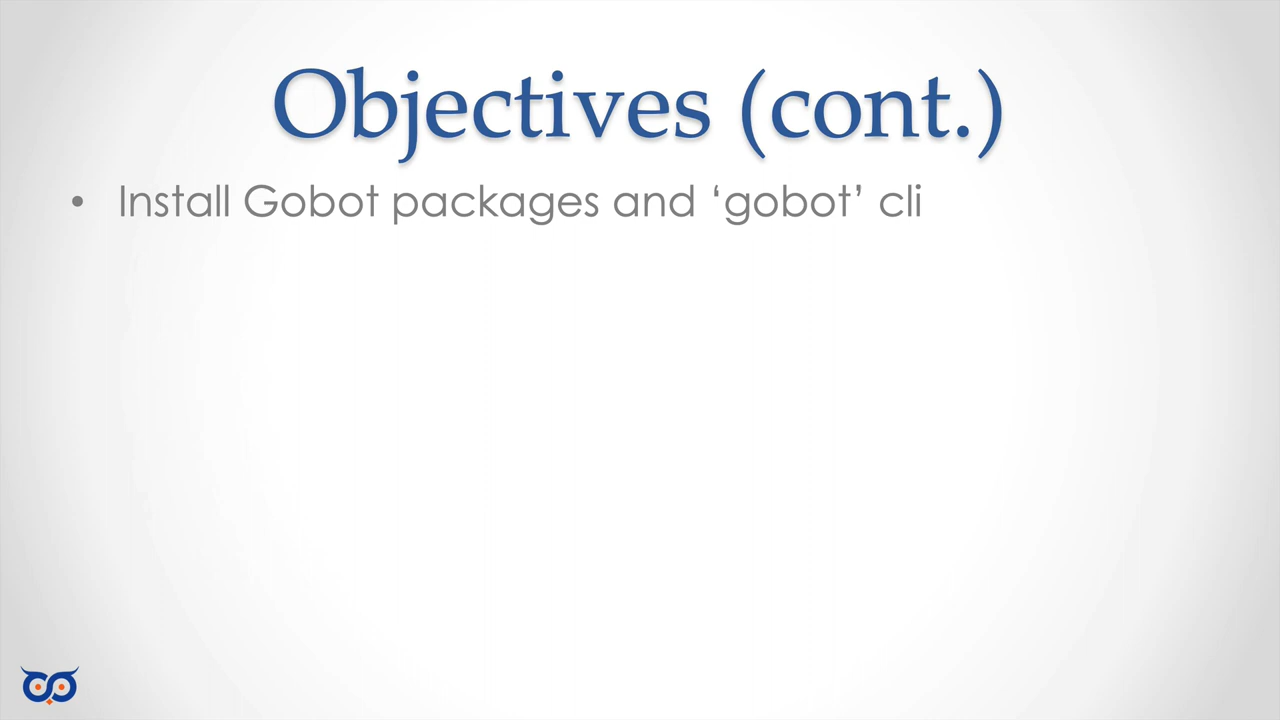 Objectives (cont.)
• Install Gobot packages and ‘gobot’ cli